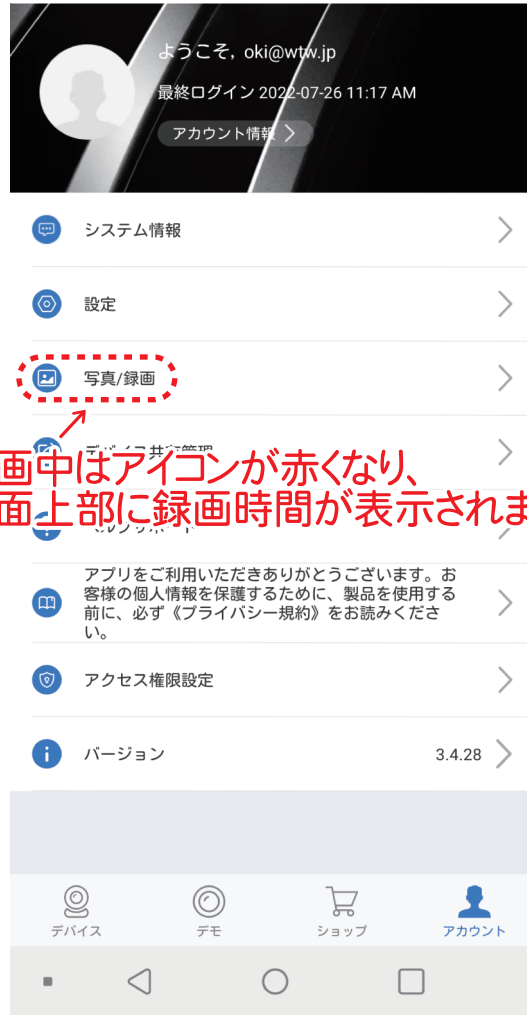 ようこそ, oki@wtw.jp
最終ログイン 2022-07-26 11:17 AM
アカウント情報
システム情報
設定
写真/録画
画中はアイコンが赤くなり、
面上部に録画時間が表示されま
アプリをご利用いただきありがとうございます。お
客様の個人情報を保護するために、製品を使用する
前に、必ず《プライバシー規約》をお読みくださ
い。
アクセス権限設定
バージョン 3.4.28
デバイス デモ ショップ アカウント